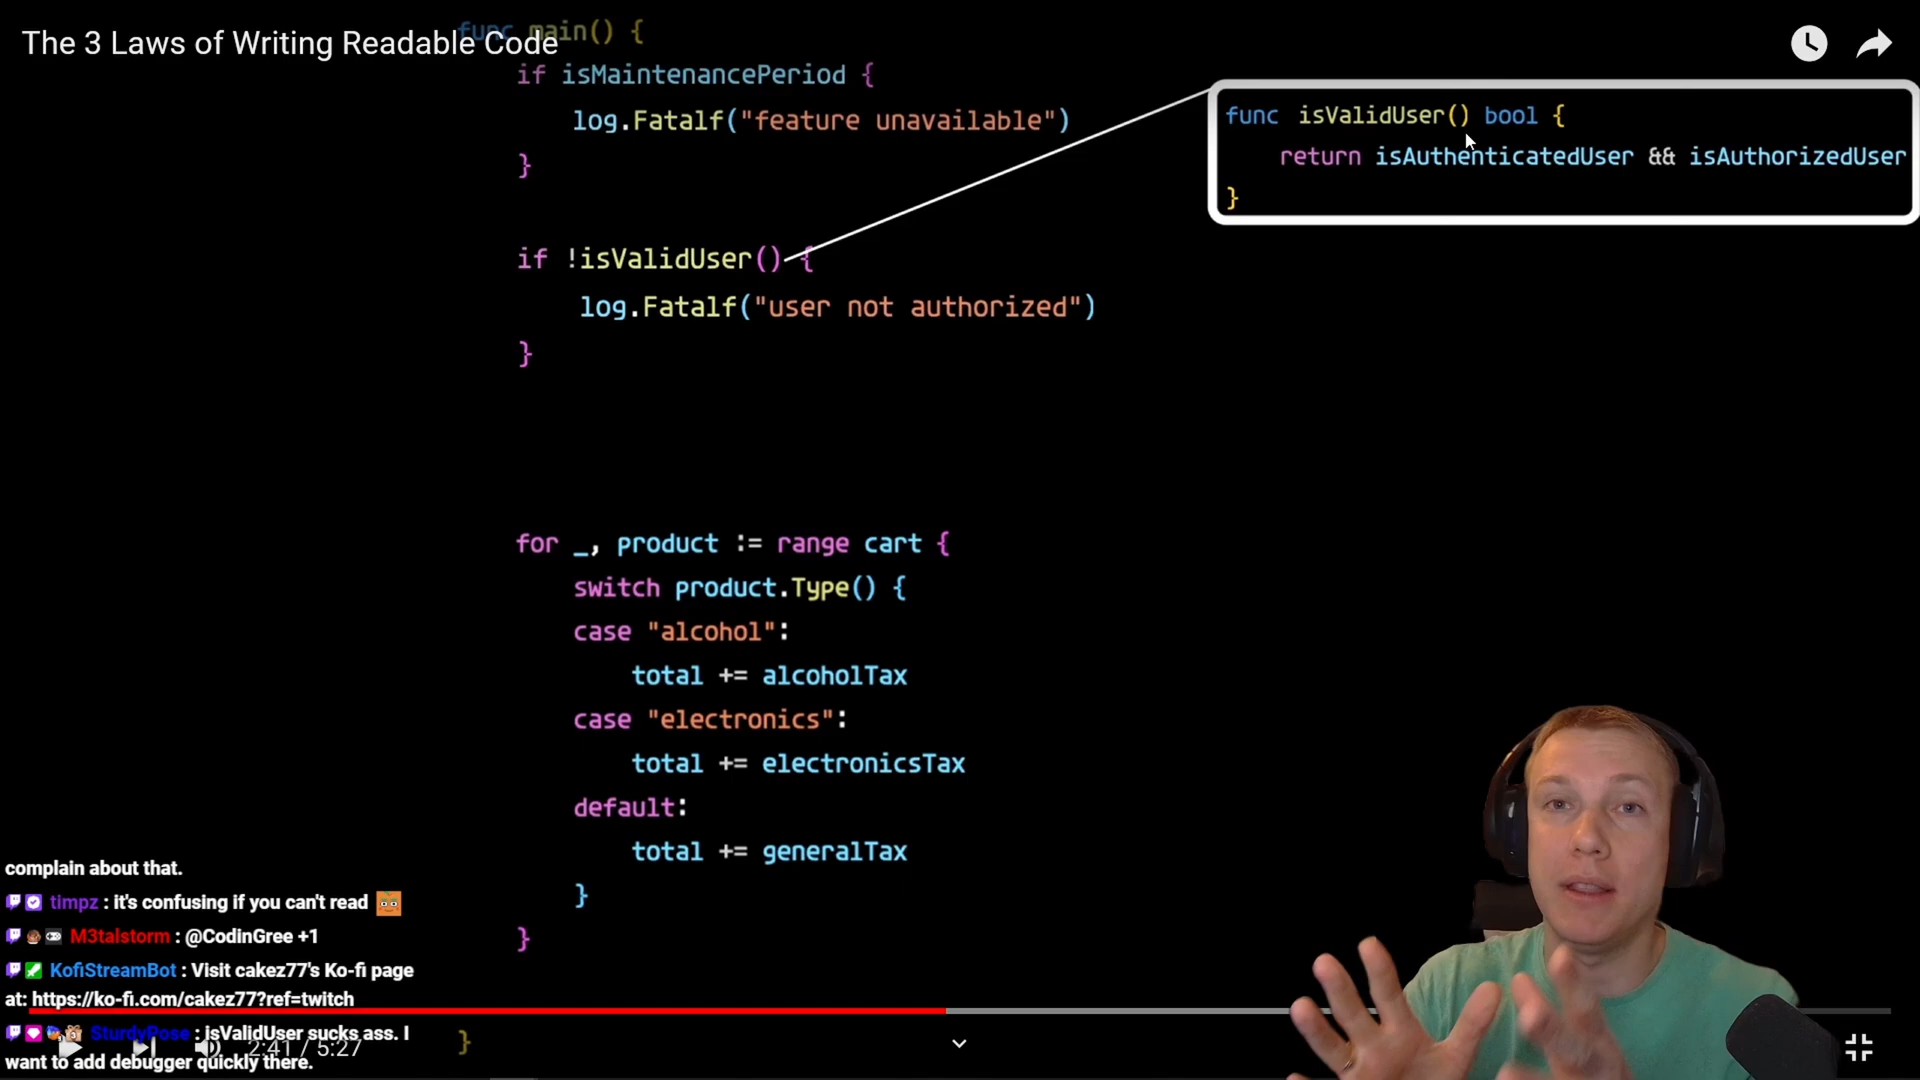 func main() {
The 3 Laws of Writing Readable Code
if isMaintenancePeriod {
log.Fatalf("feature unavailable")
}
func isValidUser() bool {
return isAuthenticatedUser && isAuthorizedUser
}
if !isValidUser() {
log.Fatalf("user not authorized")
}
for _, product := range cart {
switch product.Type() {
case "alcohol":
total += alcoholTax
case "electronics":
total += electronicsTax
default:
total += generalTax
}
}
}
complain about that.
timpz : it's confusing if you can't read
M3talstorm : @CodinGree +1
KofiStreamBot : Visit cakez77's Ko-fi page
at: https://ko-fi.com/cakez77?ref=twitch
SturdyPose : isValidUser sucks ass. I
want to add debugger quickly there.
2:41 / 5:27